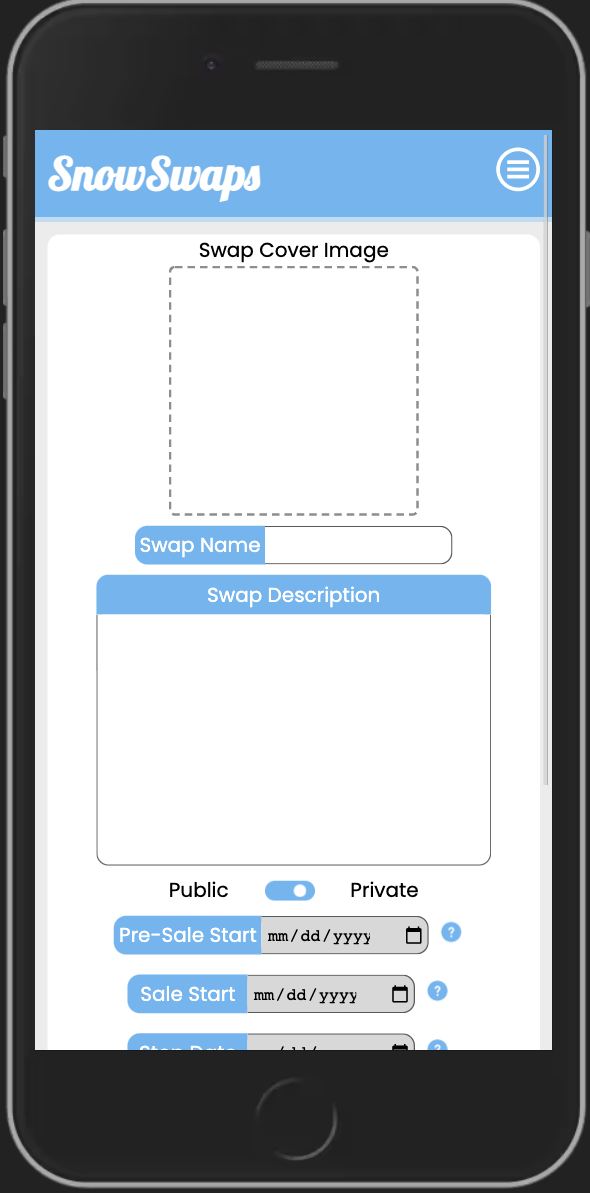 SnowSwaps
Swap Cover Image
Swap Name
Swap Description
Public Private
Pre-Sale Start mm/dd/yyyy ?
Sale Start mm/dd/yyyy ?